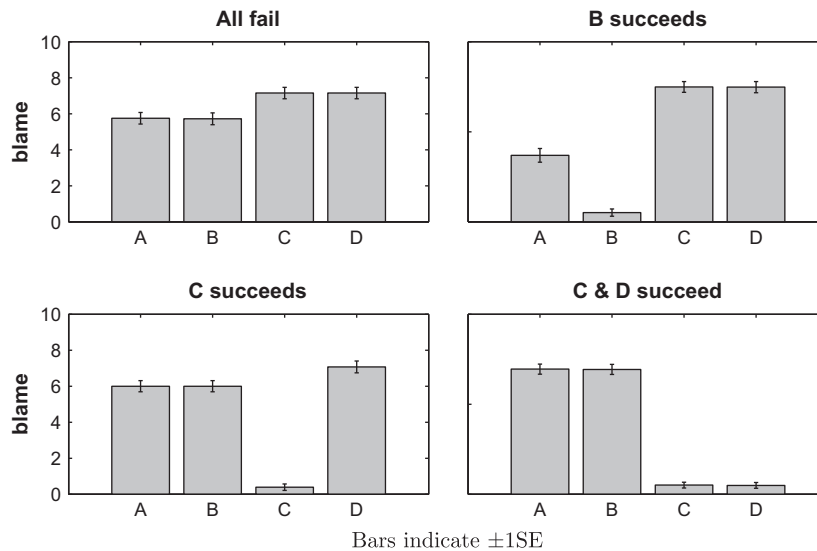 All fail
B succeeds
10
8
6
4
2
0
blame
A B C D
A B C D
C succeeds
C & D succeed
10
8
6
4
2
0
blame
A B C D
A B C D
Bars indicate ±1SE